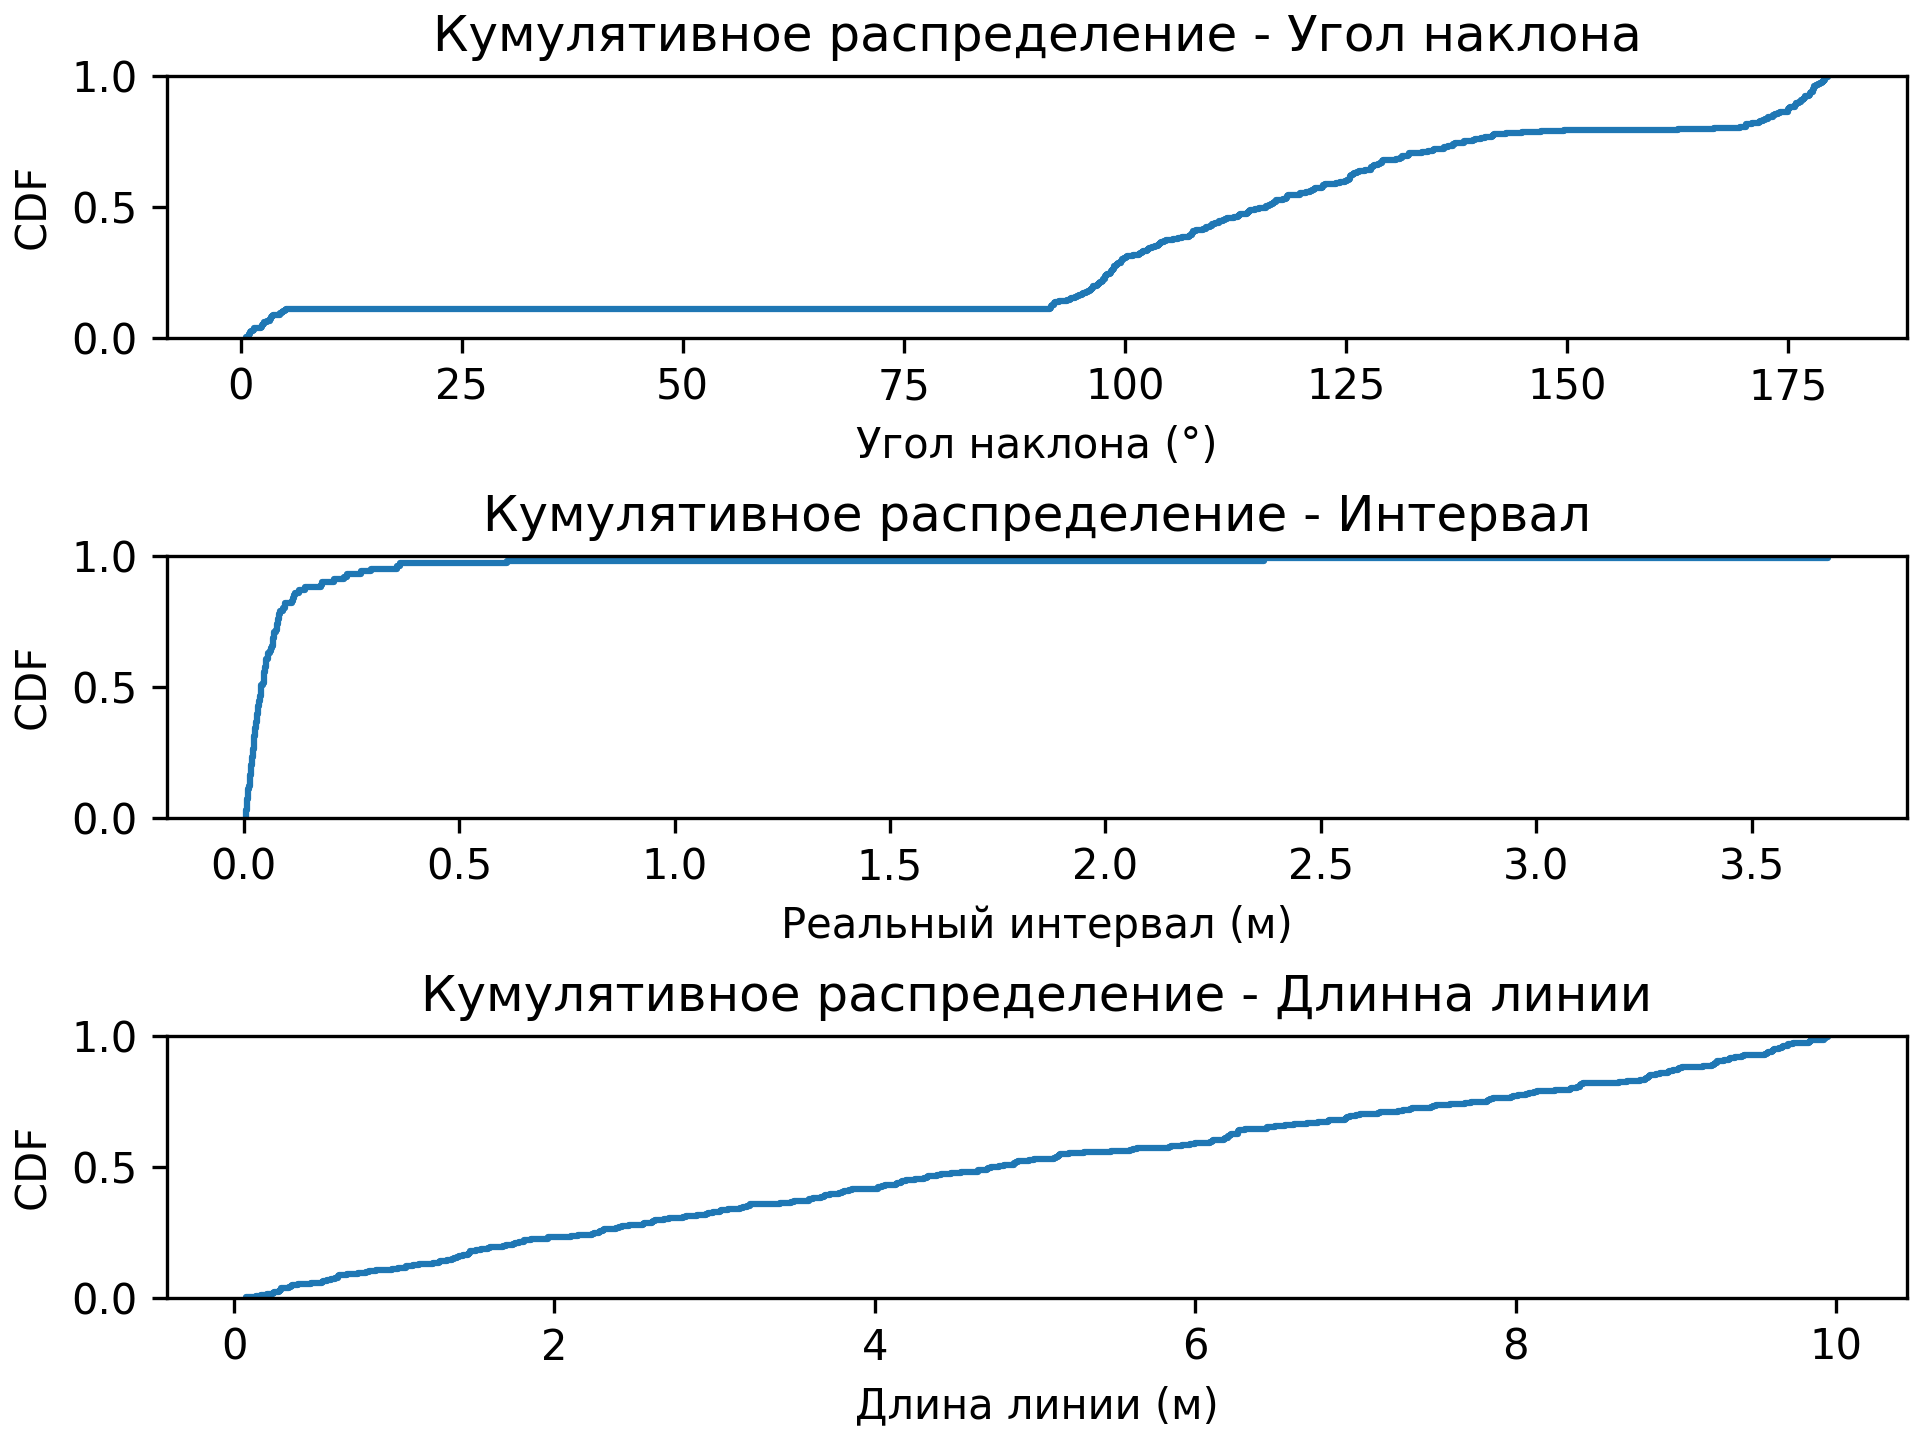 Кумулятивное распределение - Угол наклона
1.0
0.5
0.0
CDF
0 25 50 75 100 125 150 175
Угол наклона (°)
Кумулятивное распределение - Интервал
1.0
0.5
0.0
CDF
0.0 0.5 1.0 1.5 2.0 2.5 3.0 3.5
Реальный интервал (м)
Кумулятивное распределение - Длинна линии
1.0
0.5
0.0
CDF
0 2 4 6 8 10
Длина линии (м)